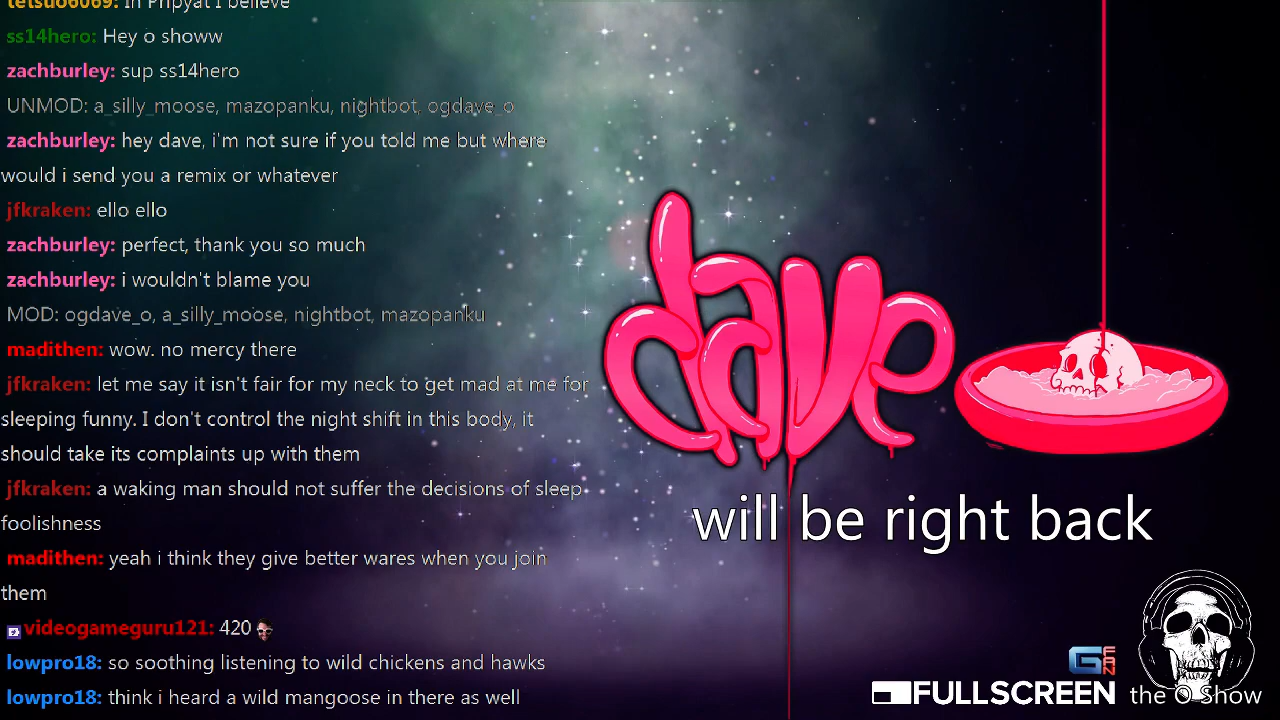 tetsuo6069: in Pripyat I believe
ss14hero: Hey o showw
zachburley: sup ss14hero
UNMOD: a_silly_moose, mazopanku, nightbot, ogdave_o
zachburley: hey dave, i'm not sure if you told me but where
would i send you a remix or whatever
jfkraken: ello ello
zachburley: perfect, thank you so much
zachburley: i wouldn't blame you
MOD: ogdave_o, a_silly_moose, nightbot, mazopanku
madithen: wow. no mercy there
jfkraken: let me say it isn't fair for my neck to get mad at me for
sleeping funny. I don't control the night shift in this body, it
should take its complaints up with them
jfkraken: a waking man should not suffer the decisions of sleep
foolishness
madithen: yeah i think they give better wares when you join
them
videogameguru121: 420
lowpro18: so soothing listening to wild chickens and hawks
lowpro18: think i heard a wild mangoose in there as well
dave
will be right back
G FAN
FULLSCREEN
the O Show